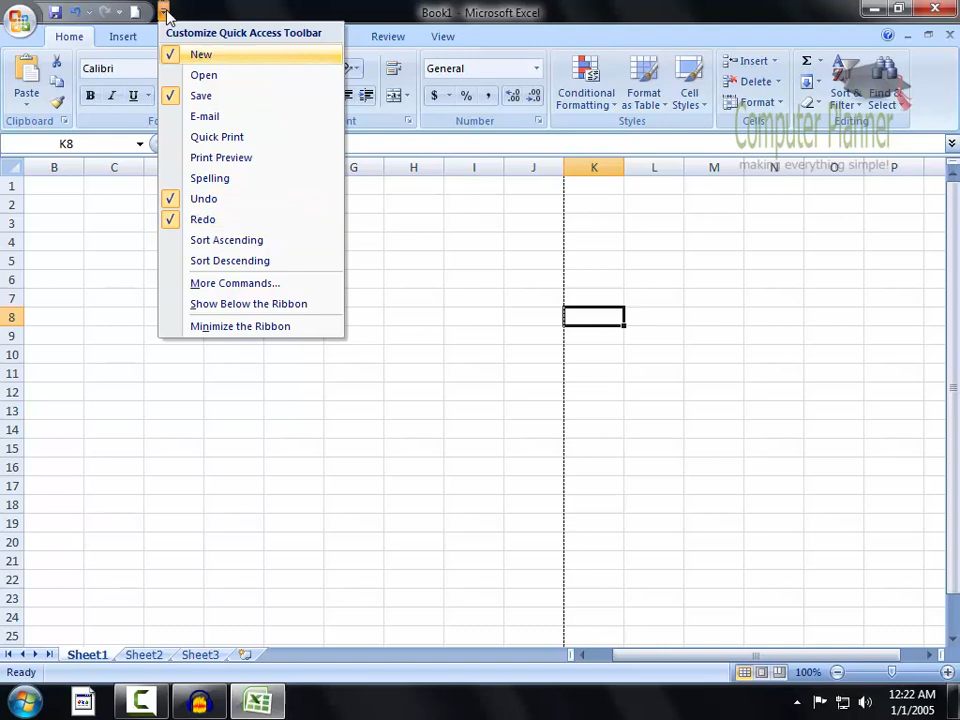 Book1 - Microsoft Excel
Customize Quick Access Toolbar
New
Open
Save
E-mail
Quick Print
Print Preview
Spelling
Undo
Redo
Sort Ascending
Sort Descending
More Commands...
Show Below the Ribbon
Minimize the Ribbon
Home Insert Review View
Calibri
B I U
Paste
Clipboard
General
$ % ,
Number
Conditional Formatting
Format as Table
Cell Styles
Styles
Insert
Delete
Format
Cells
Sort & Filter
Find & Select
Editing
Computer Planner
making everything simple!
K8
B C G H I J K L M N O P
1
2
3
4
5
6
7
8
9
10
11
12
13
14
15
16
17
18
19
20
21
22
23
24
25
Sheet1 Sheet2 Sheet3
Ready
100%
12:22 AM
1/1/2005